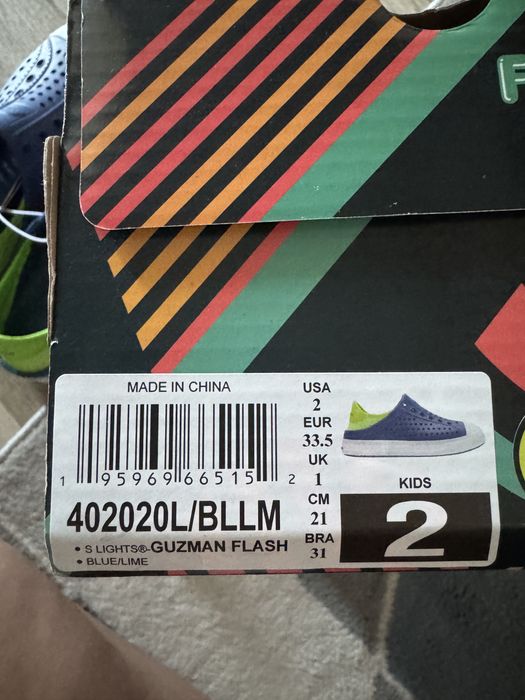 F
MADE IN CHINA
1 95969 66515 2
402020L/BLLM
• S LIGHTS®-GUZMAN FLASH
• BLUE/LIME
USA
2
EUR
33.5
UK
1
CM
21
BRA
31
KIDS
2